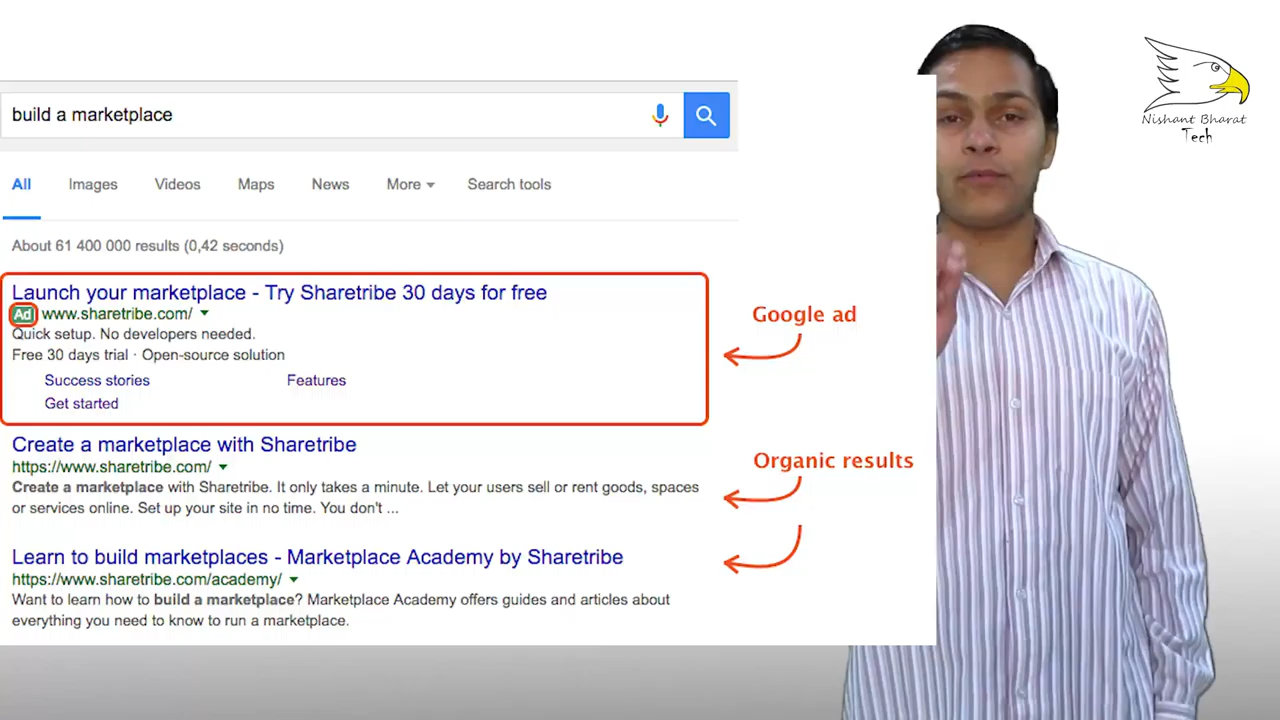 build a marketplace
All Images Videos Maps News More Search tools
About 61 400 000 results (0,42 seconds)
Launch your marketplace - Try Sharetribe 30 days for free
Ad www.sharetribe.com/
Quick setup. No developers needed.
Free 30 days trial · Open-source solution
Success stories Features
Get started
Google ad
Create a marketplace with Sharetribe
https://www.sharetribe.com/
Create a marketplace with Sharetribe. It only takes a minute. Let your users sell or rent goods, spaces
or services online. Set up your site in no time. You don't ...
Organic results
Learn to build marketplaces - Marketplace Academy by Sharetribe
https://www.sharetribe.com/academy/
Want to learn how to build a marketplace? Marketplace Academy offers guides and articles about
everything you need to know to run a marketplace.
Nishant Bharat
Tech